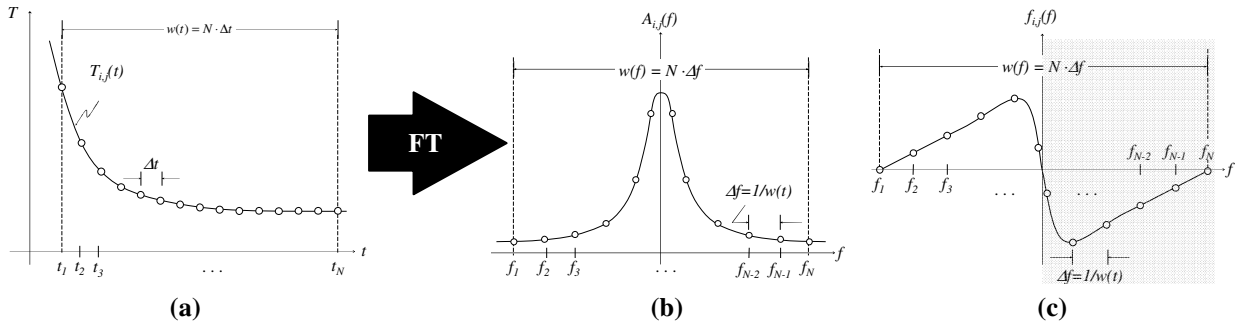 T
w(t) = N · Δt
T_{i,j}(t)
Δt
t_1 t_2 t_3 . . . t_N
t
(a)
FT
A_{i,j}(f)
w(f) = N · Δf
Δf=1/w(t)
f_1 f_2 f_3 . . . f_{N-2} f_{N-1} f_N
f
(b)
f_{i,j}(f)
w(f) = N · Δf
f_{N-2} f_{N-1} f_N
f
f_1 f_2 f_3 . . . . . .
Δf=1/w(t)
(c)